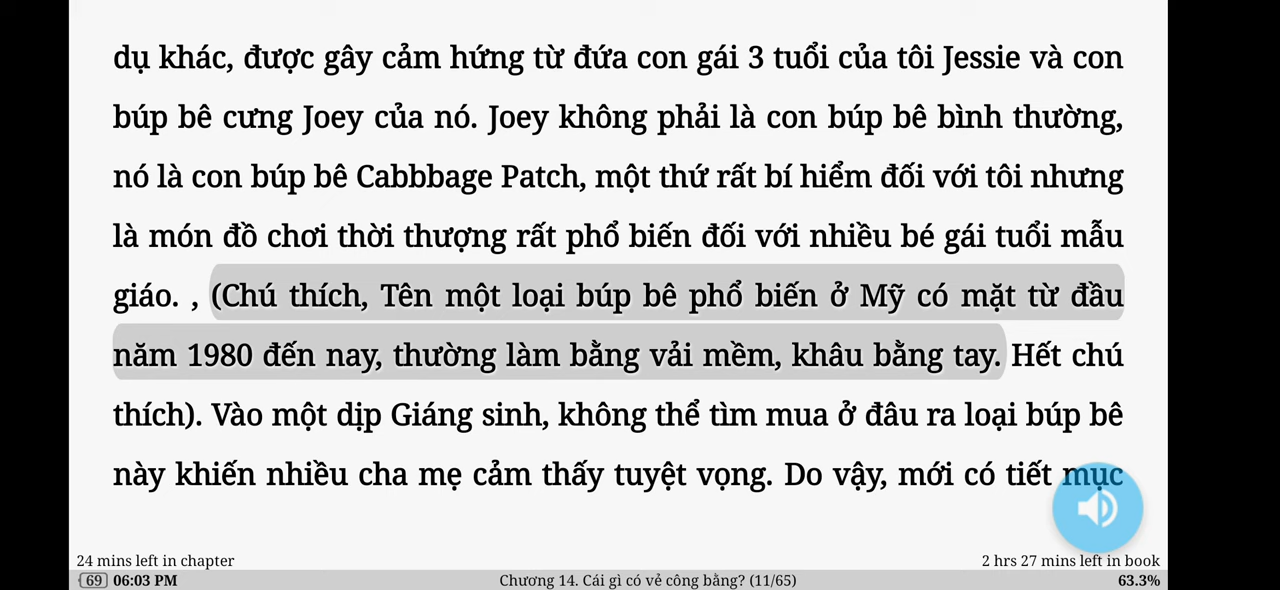 dụ khác, được gây cảm hứng từ đứa con gái 3 tuổi của tôi Jessie và con
búp bê cưng Joey của nó. Joey không phải là con búp bê bình thường,
nó là con búp bê Cabbbage Patch, một thứ rất bí hiểm đối với tôi nhưng
là món đồ chơi thời thượng rất phổ biến đối với nhiều bé gái tuổi mẫu
giáo. , (Chú thích, Tên một loại búp bê phổ biến ở Mỹ có mặt từ đầu
năm 1980 đến nay, thường làm bằng vải mềm, khâu bằng tay. Hết chú
thích). Vào một dịp Giáng sinh, không thể tìm mua ở đâu ra loại búp bê
này khiến nhiều cha mẹ cảm thấy tuyệt vọng. Do vậy, mới có tiết mục
24 mins left in chapter 2 hrs 27 mins left in book
69 06:03 PM Chương 14. Cái gì có vẻ công bằng? (11/65) 63.3%